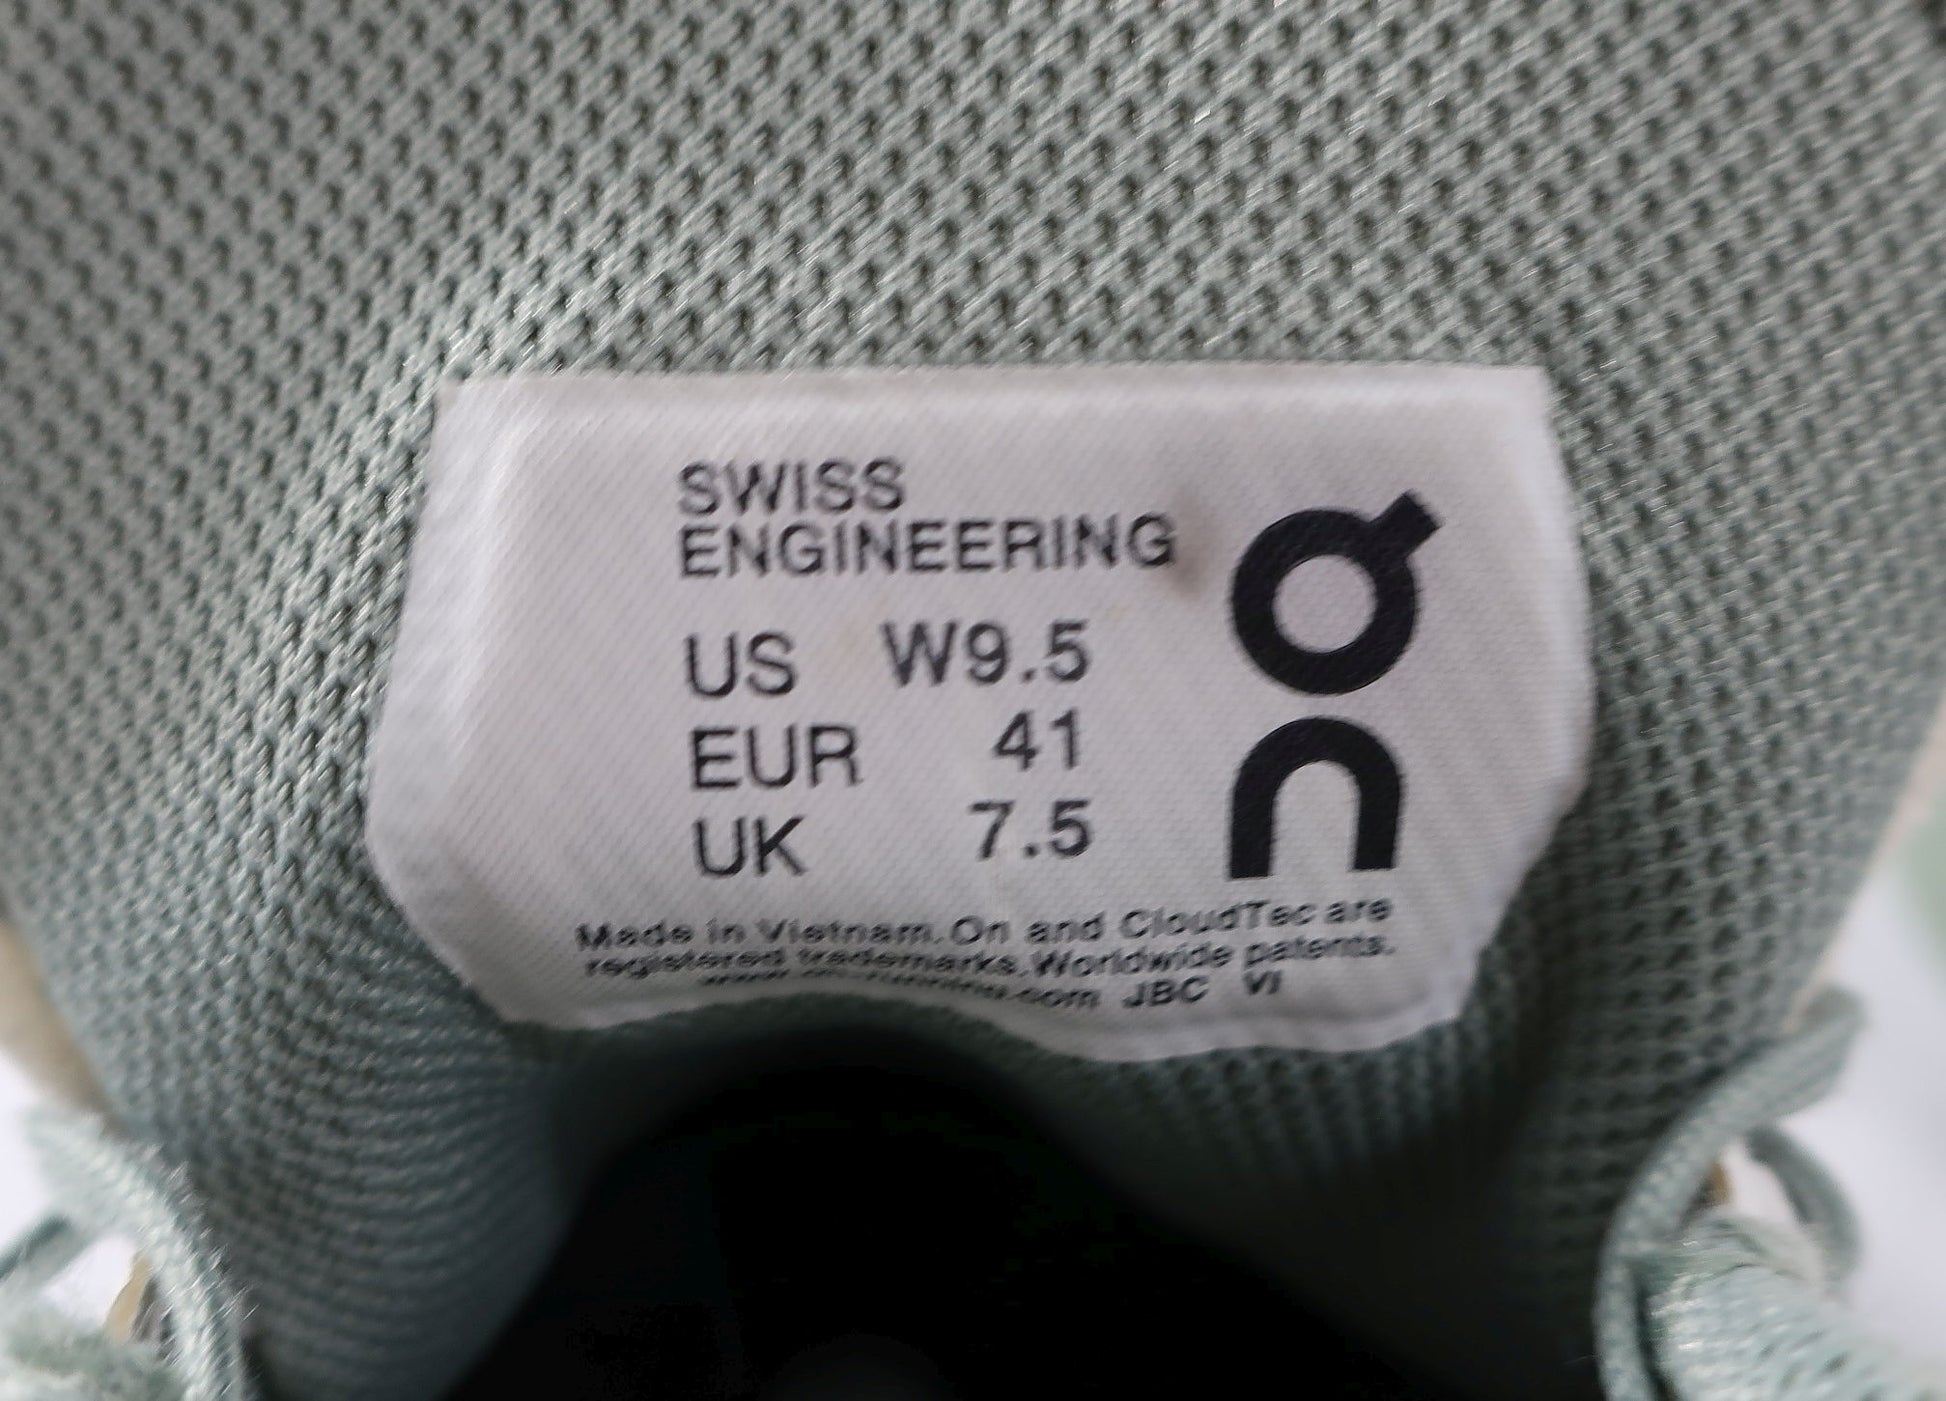 SWISS
ENGINEERING
US W9.5
EUR 41
UK 7.5
On
Made in Vietnam. On and CloudTec are
registered trademarks. Worldwide patents.
JBC VI